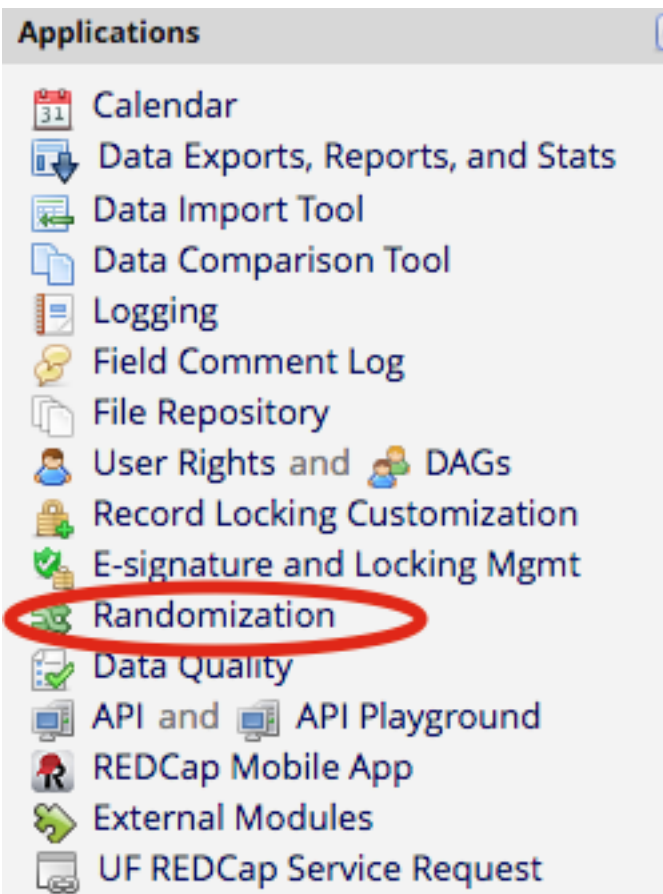 Applications
31
Calendar
Data Exports, Reports, and Stats
Data Import Tool
Data Comparison Tool
Logging
Field Comment Log
File Repository
User Rights and DAGs
Record Locking Customization
E-signature and Locking Mgmt
Randomization
Data Quality
API and API Playground
REDCap Mobile App
External Modules
UF REDCap Service Request